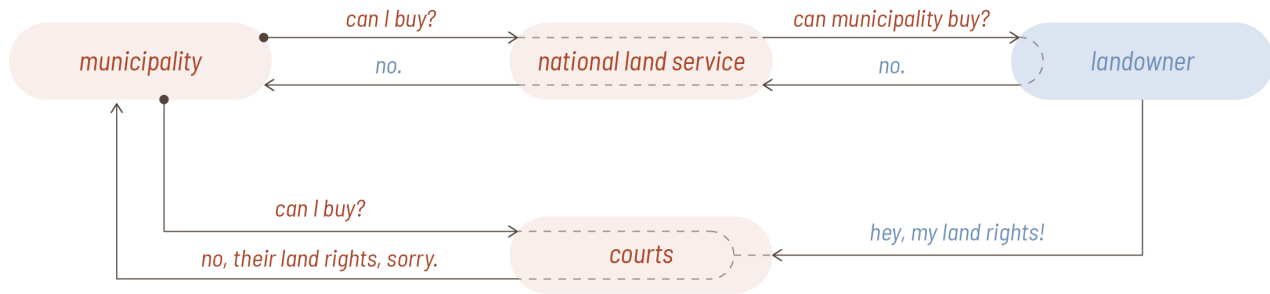 can I buy?
can municipality buy?
municipality
no.
national land service
no.
landowner
can I buy?
hey, my land rights!
no, their land rights, sorry.
courts